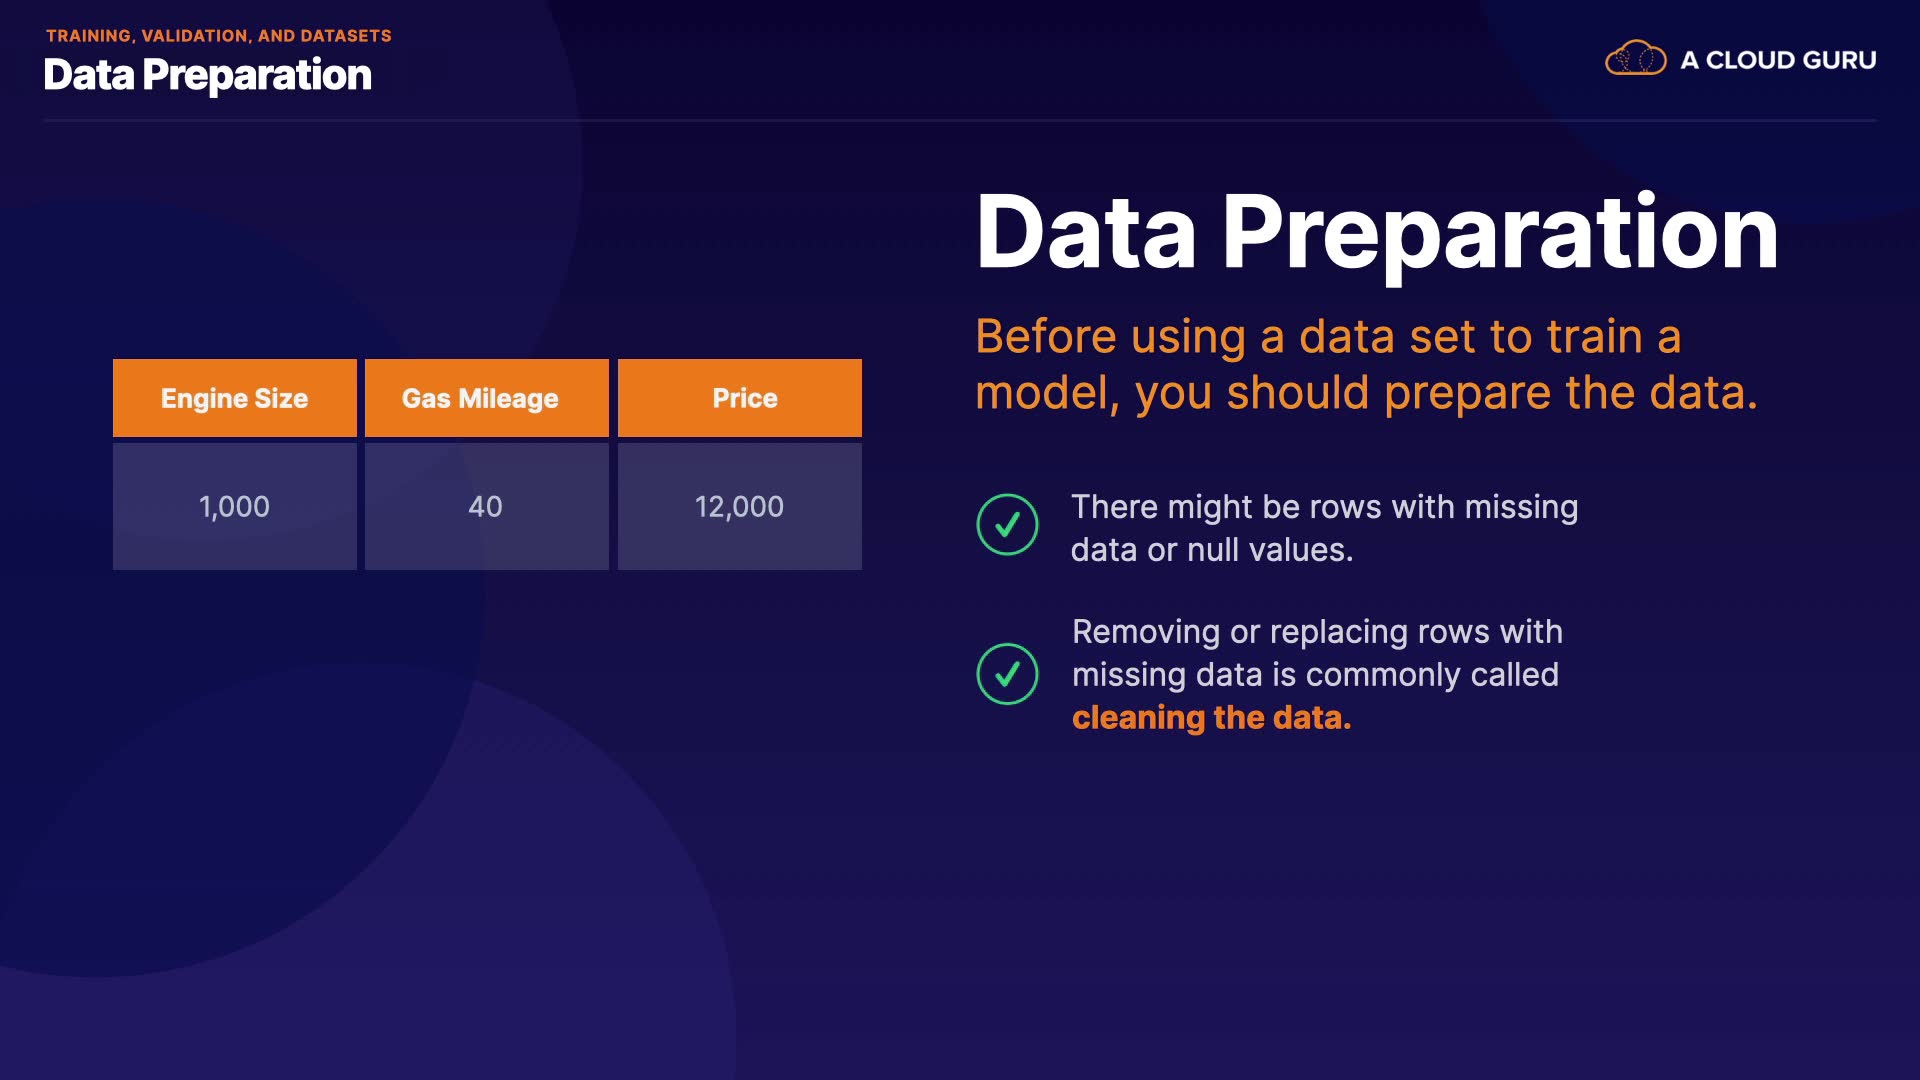 TRAINING, VALIDATION, AND DATASETS
Data Preparation
A CLOUD GURU
Engine Size Gas Mileage Price
1,000 40 12,000
Data Preparation
Before using a data set to train a
model, you should prepare the data.
There might be rows with missing
data or null values.
Removing or replacing rows with
missing data is commonly called
cleaning the data.